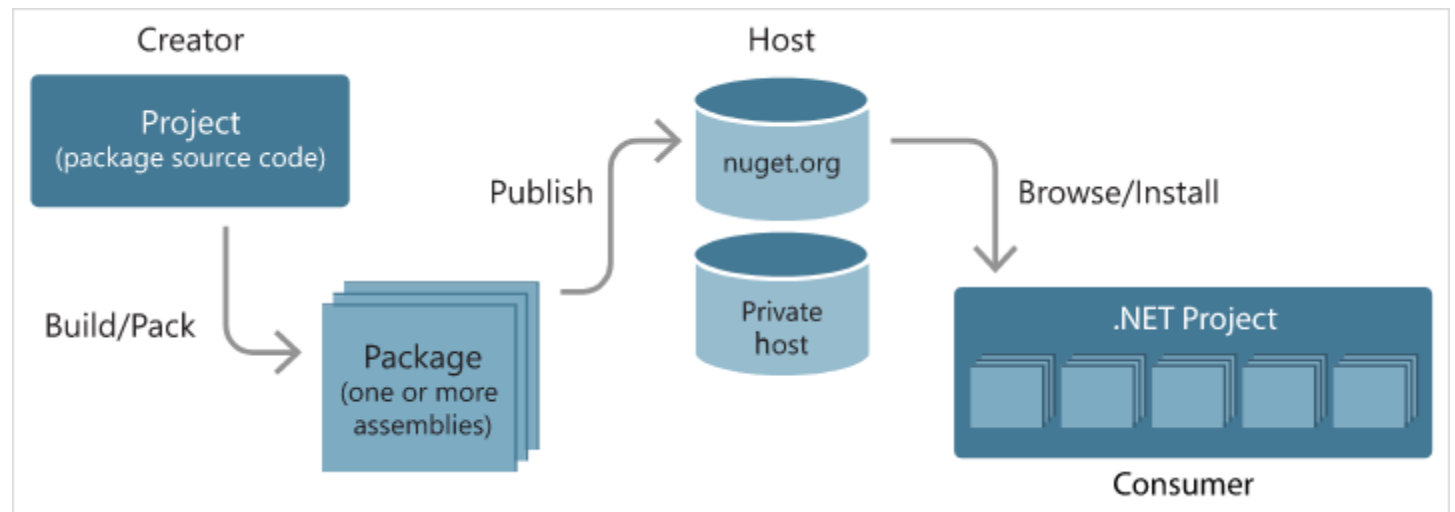 Creator
Project
(package source code)
Build/Pack
Package
(one or more
assemblies)
Publish
Host
nuget.org
Private
host
Browse/Install
.NET Project
Consumer